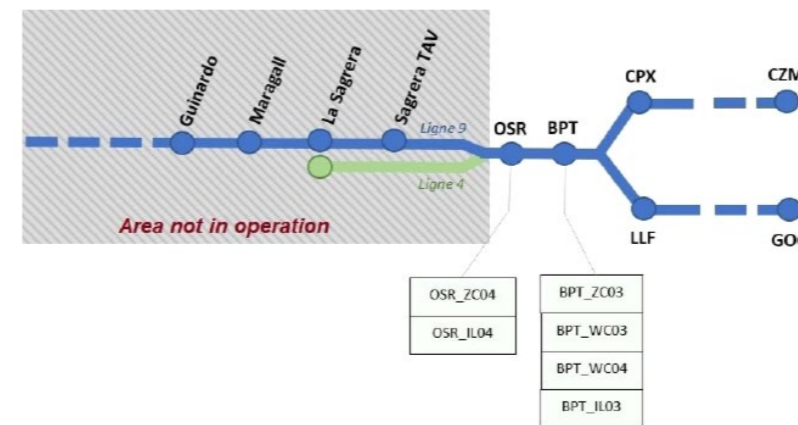 Guinardo
Maragall
La Sagrera
Sagrera TAV
Ligne 9
Ligne 4
OSR
BPT
CPX
CZM
LLF
Area not in operation
OSR_ZC04
OSR_IL04
BPT_ZC03
BPT_WC03
BPT_WC04
BPT_IL03